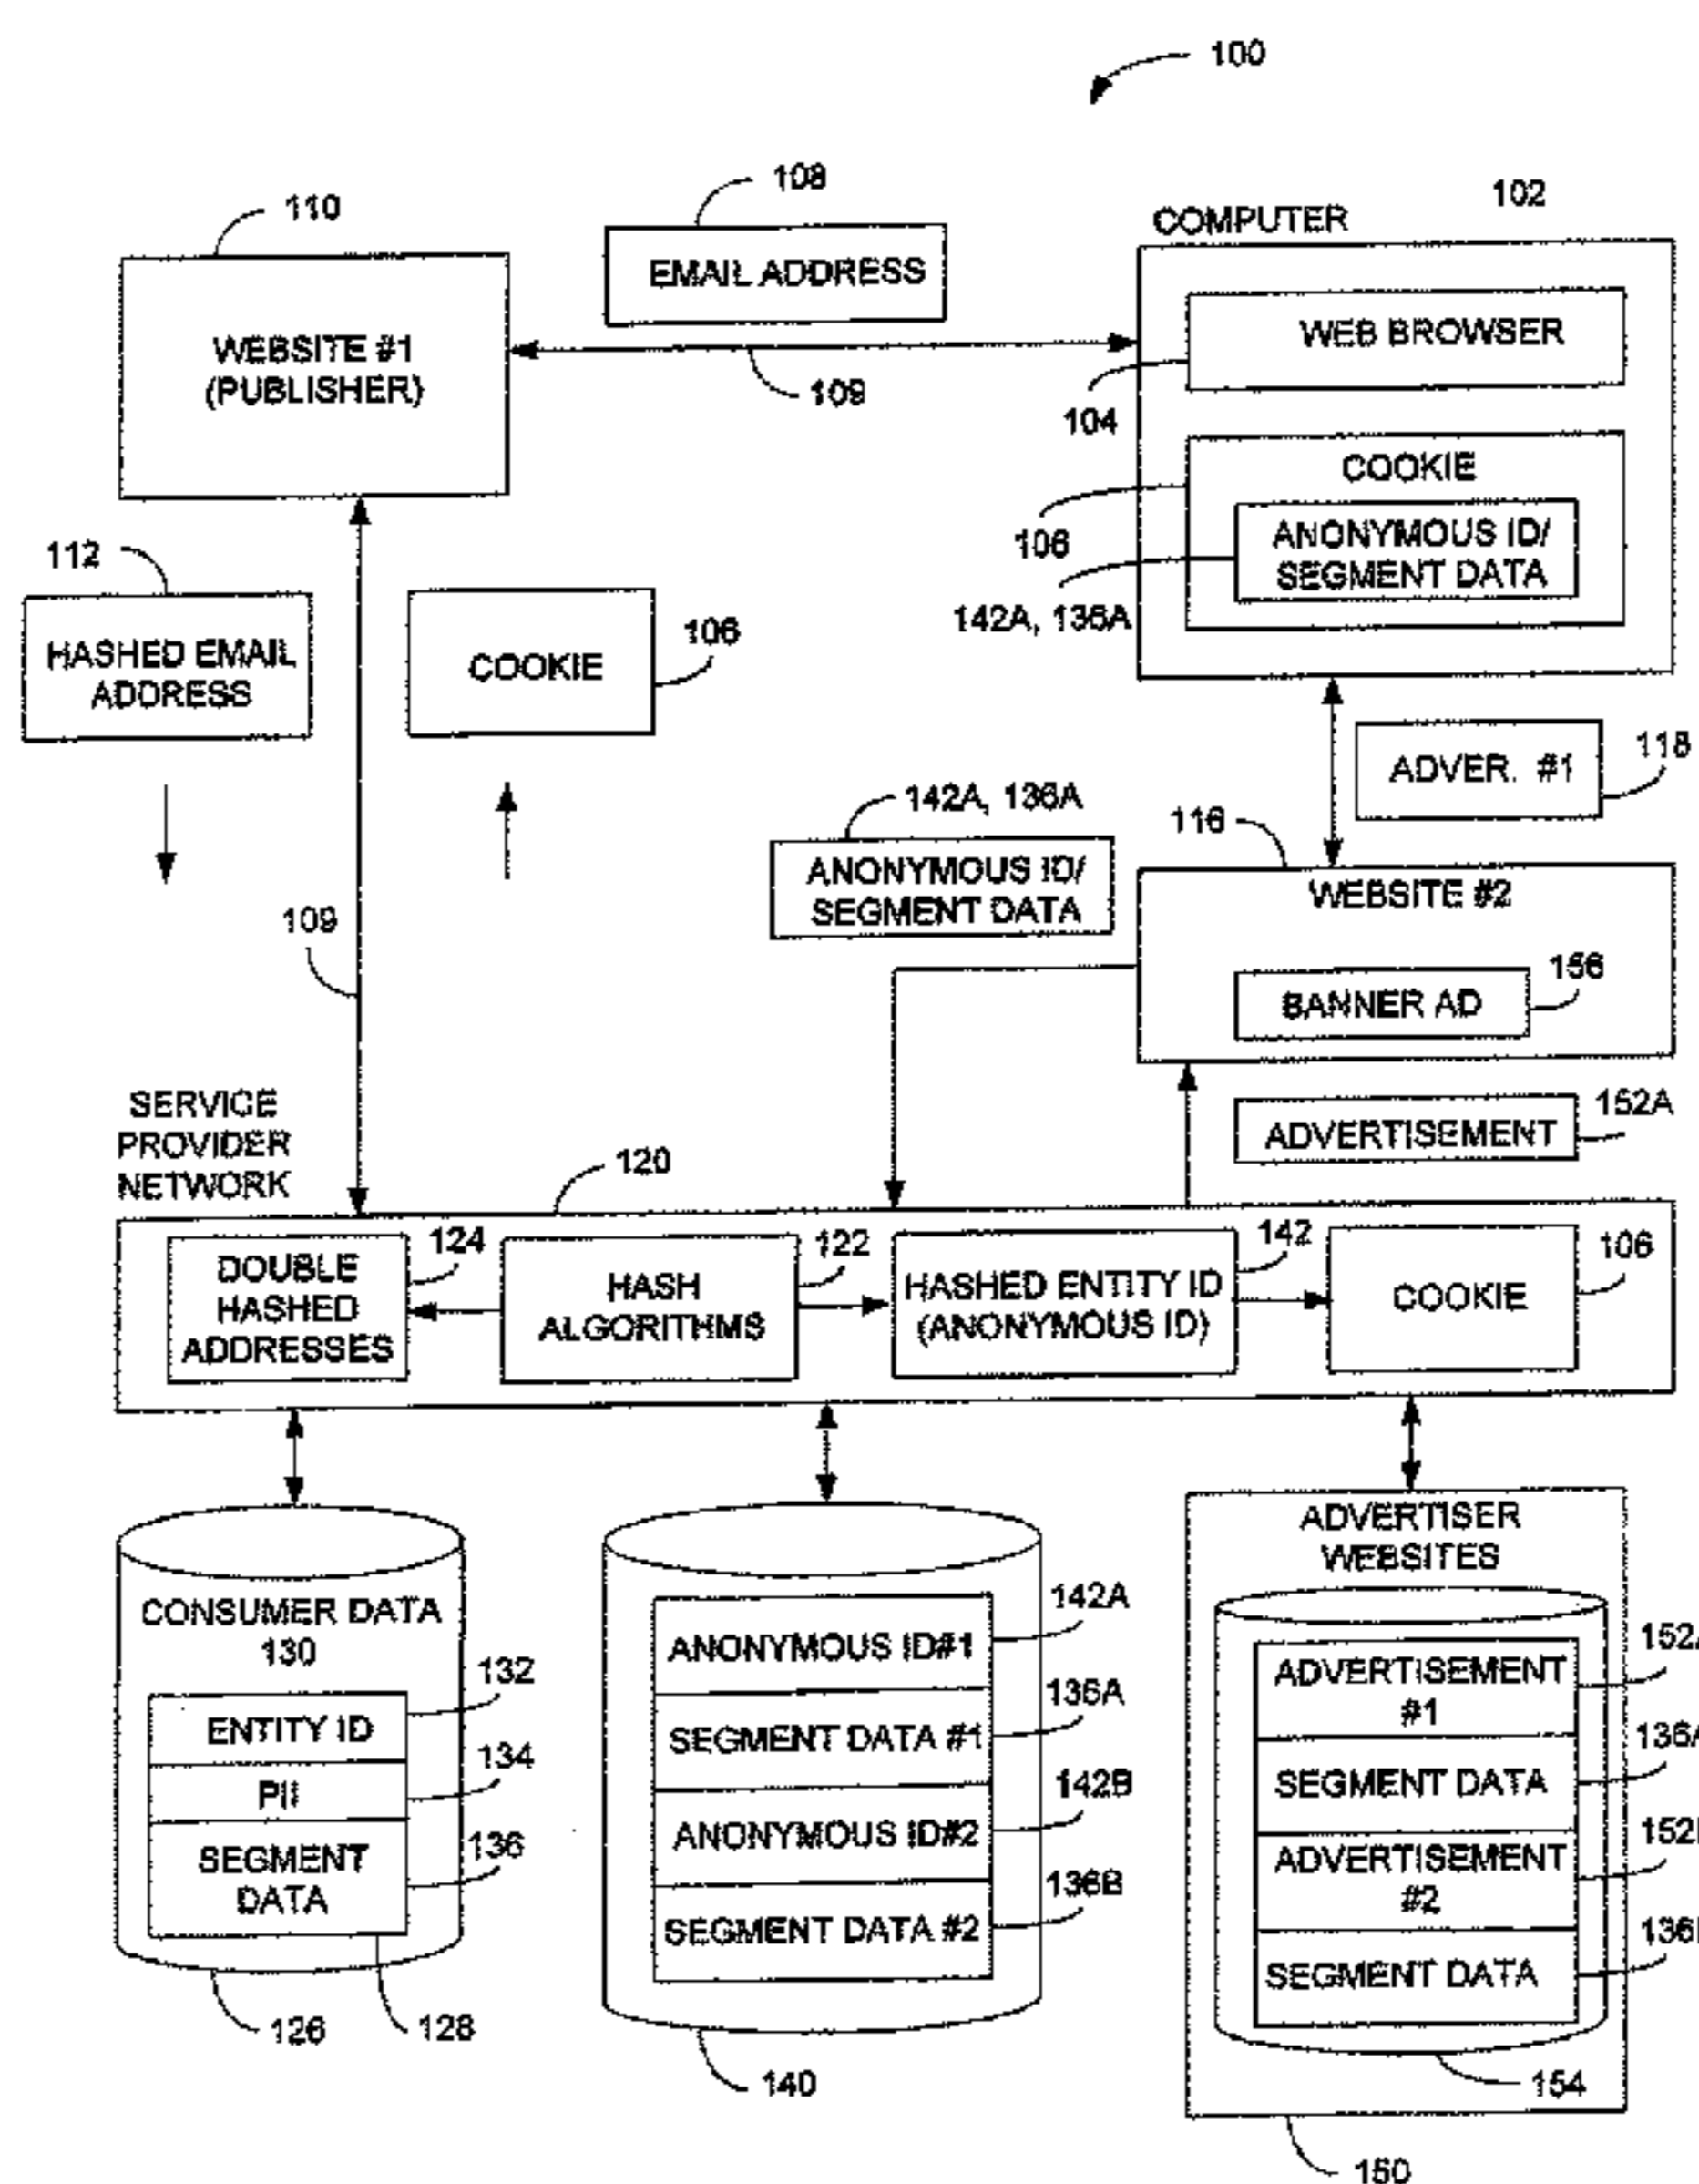 100
108
110
102
COMPUTER
EMAIL ADDRESS
WEB BROWSER
WEBSITE #1
(PUBLISHER)
109
104
COOKIE
112
106
ANONYMOUS ID/
SEGMENT DATA
142A, 136A
HASHED EMAIL
ADDRESS
COOKIE
106
118
ADVER. #1
142A, 136A
116
ANONYMOUS ID/
SEGMENT DATA
WEBSITE #2
109
156
BANNER AD
SERVICE
PROVIDER
NETWORK
152A
ADVERTISEMENT
120
124
122
142
106
DOUBLE
HASHED
ADDRESSES
HASH
ALGORITHMS
HASHED ENTITY ID
(ANONYMOUS ID)
COOKIE
ADVERTISER
WEBSITES
CONSUMER DATA
130
142A
ANONYMOUS ID#1
152A
ADVERTISEMENT
#1
132
ENTITY ID
136A
SEGMENT DATA #1
136A
SEGMENT DATA
134
PII
142B
ANONYMOUS ID#2
152
ADVERTISEMENT
#2
136
SEGMENT
DATA
136B
SEGMENT DATA #2
136
SEGMENT DATA
126
128
140
154
150